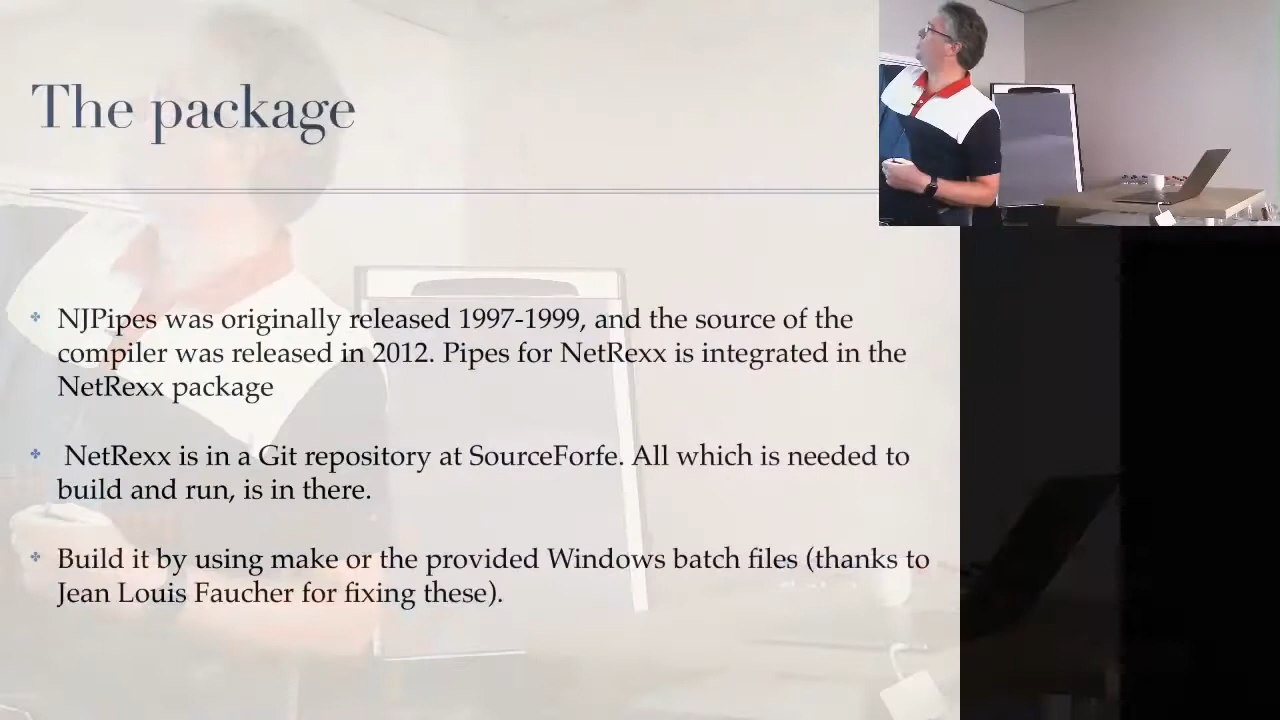 The package
NJPipes was originally released 1997-1999, and the source of the
compiler was released in 2012. Pipes for NetRexx is integrated in the
NetRexx package
NetRexx is in a Git repository at SourceForfe. All which is needed to
build and run, is in there.
Build it by using make or the provided Windows batch files (thanks to
Jean Louis Faucher for fixing these).